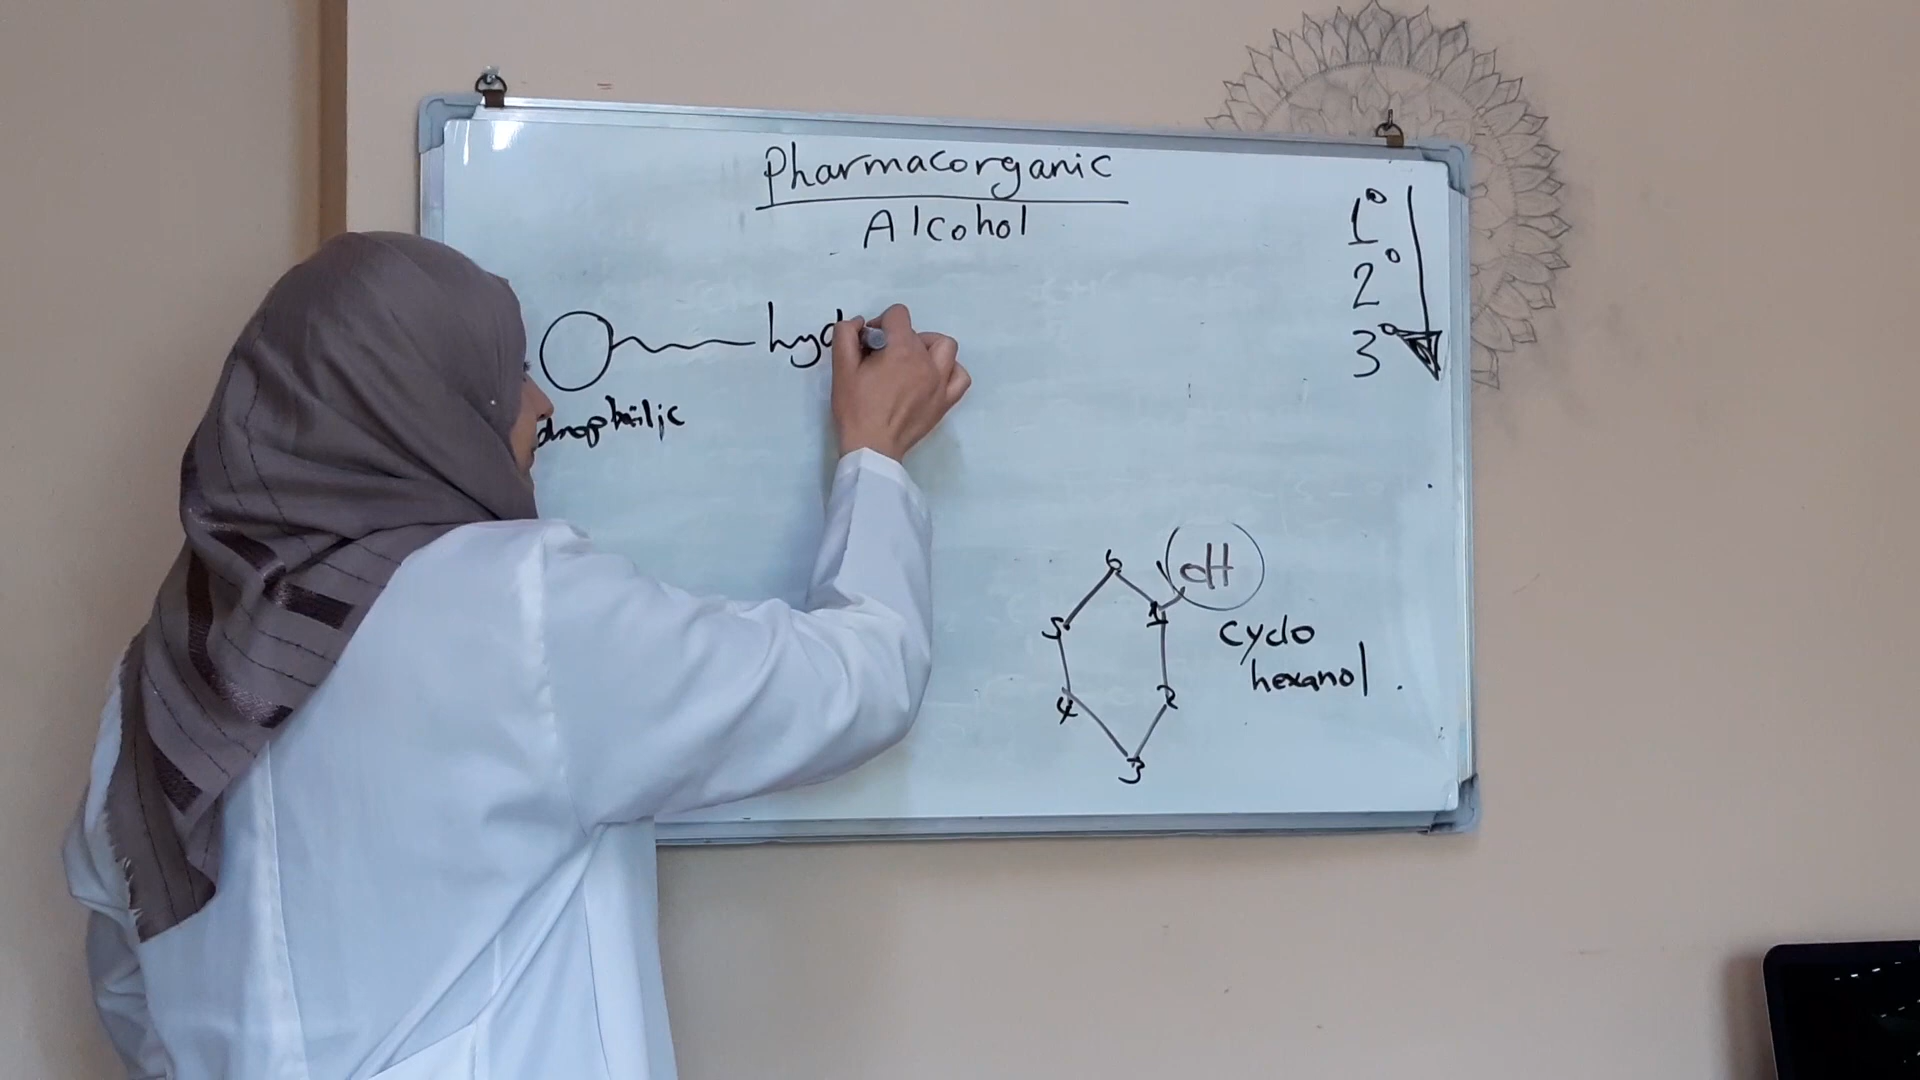 Pharmacorganic
Alcohol
1°
2°
3°
hyd
drophilic
OH
6
1
5
cyclo
hexanol.
4
2
3